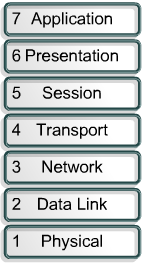 7 Application
6 Presentation
5 Session
4 Transport
3 Network
2 Data Link
1 Physical